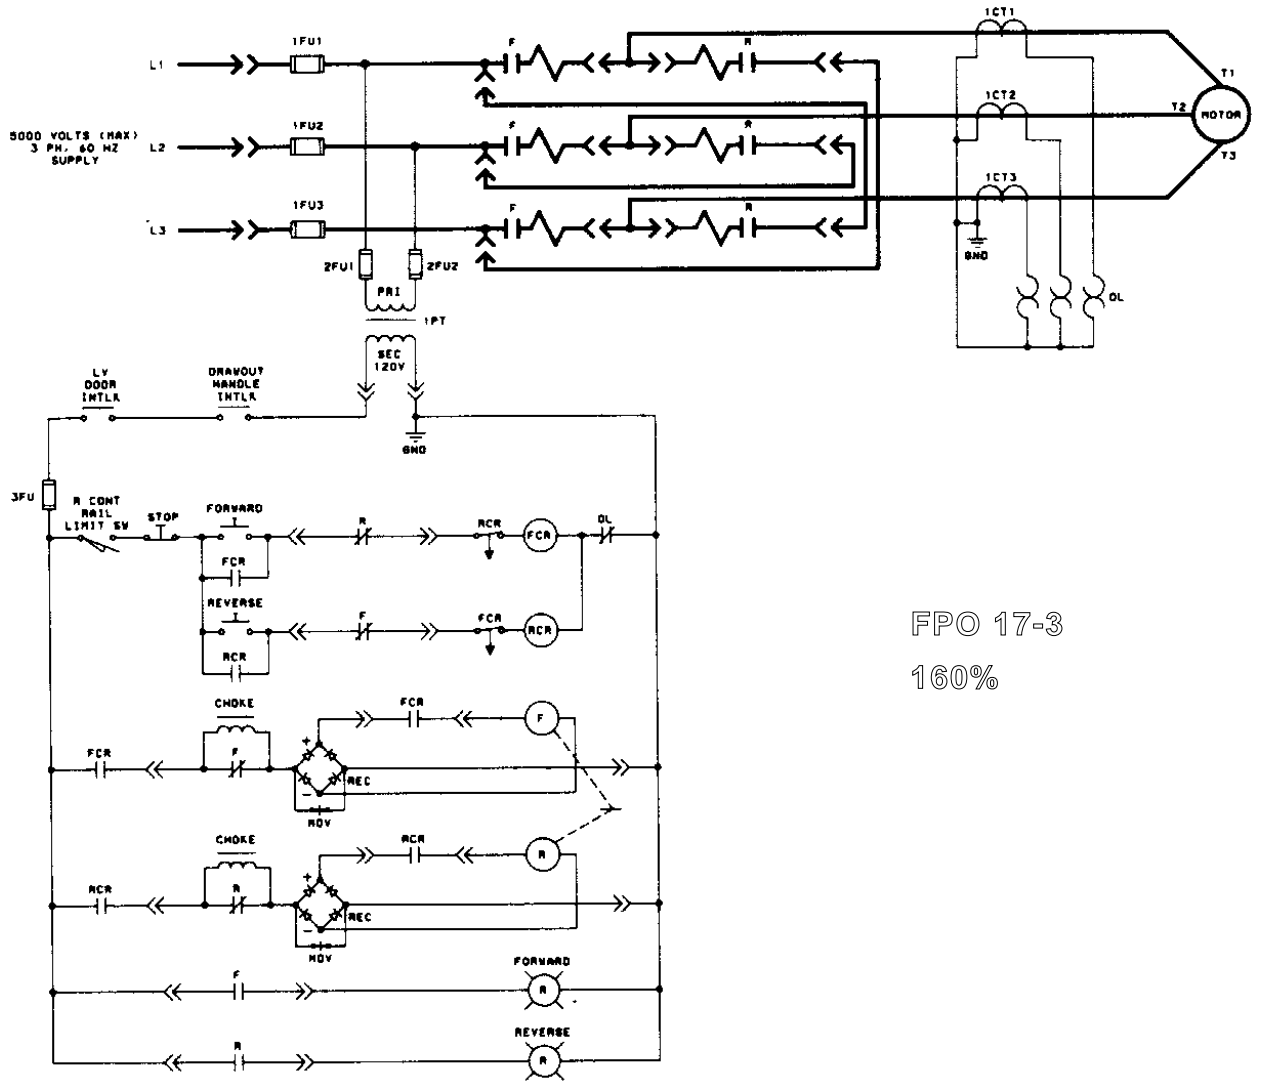 1CT1
1FU1
F
R
L1
T1
1CT2
5000 VOLTS (MAX)
3 PH, 60 HZ
SUPPLY
1FU2
F
R
L2
T2
MOTOR
T3
1CT3
1FU3
F
R
L3
GND
2FU1
2FU2
PRI
1PT
OL
SEC
120V
LV
DOOR
INTLK
DRAWOUT
HANDLE
INTLK
GND
3FU
R CONT
RAIL
LIMIT SW
STOP
FORWARD
R
RCR
FCR
OL
FCR
REVERSE
F
FCR
RCR
RCR
FPO 17-3
160%
CHOKE
FCR
F
FCR
F
+
REC
-
MOV
CHOKE
RCR
R
RCR
R
+
REC
-
MOV
FORWARD
F
R
REVERSE
R
R